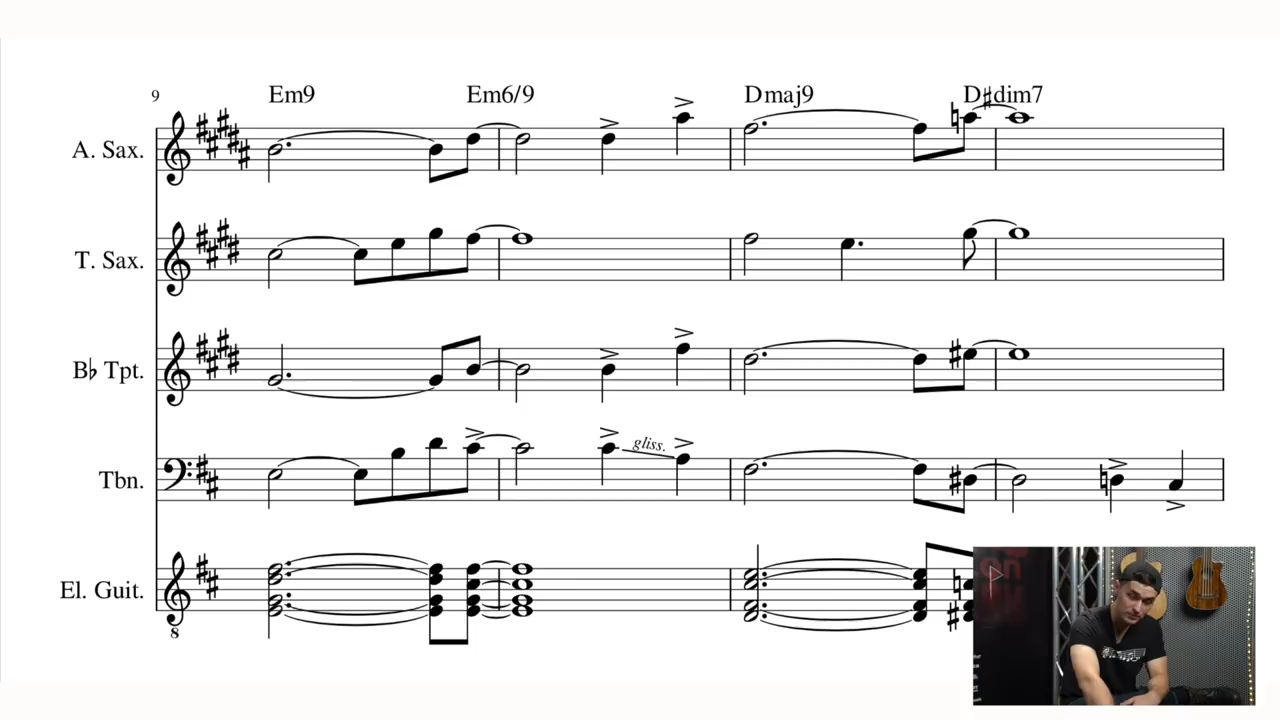 9
Em9 Em6/9 Dmaj9 D♯dim7
A. Sax.
T. Sax.
B♭ Tpt.
gliss.
Tbn.
El. Guit.
8